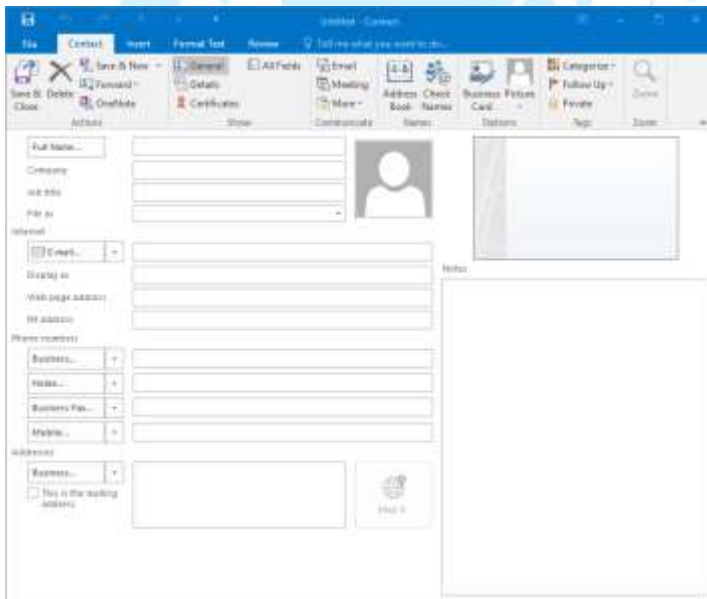 Untitled - Contact
File Contact Insert Format Text Review Tell me what you want to do...
Save & Close
Delete
Save & New
Forward
OneNote
Actions
General
Details
Certificates
All Fields
Show
Email
Meeting
More
Communicate
Address Book
Check Names
Names
Business Card
Picture
Options
Categorize
Follow Up
Private
Tags
Zoom
Zoom
Full Name...
Company
Job title
File as
Internet
E-mail...
Display as
Web page address
IM address
Phone numbers
Business...
Home...
Business Fax...
Mobile...
Addresses
Business...
This is the mailing
address
Map It
Notes